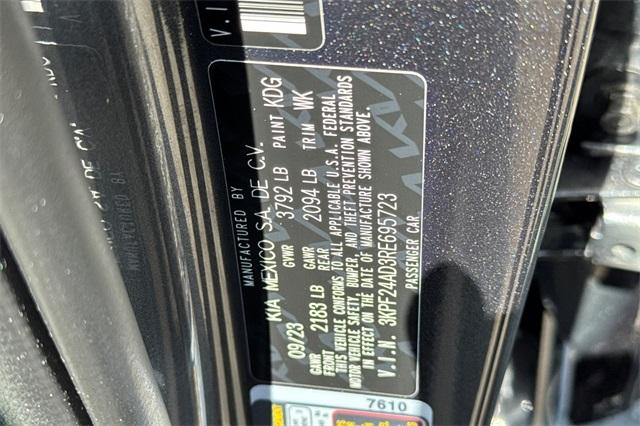 MANUFACTURED BY
KIA MEXICO S.A. DE C.V.
09/23 GVWR 3792 LB PAINT KDG
GAWR FRONT 2183 LB GAWR REAR 2094 LB TRIM WK
THIS VEHICLE CONFORMS TO ALL APPLICABLE U.S.A. FEDERAL
MOTOR VEHICLE SAFETY, BUMPER, AND THEFT PREVENTION STANDARDS
IN EFFECT ON THE DATE OF MANUFACTURE SHOWN ABOVE.
V.I.N. 3KPF24AD3RE695723
PASSENGER CAR
7610
V.I